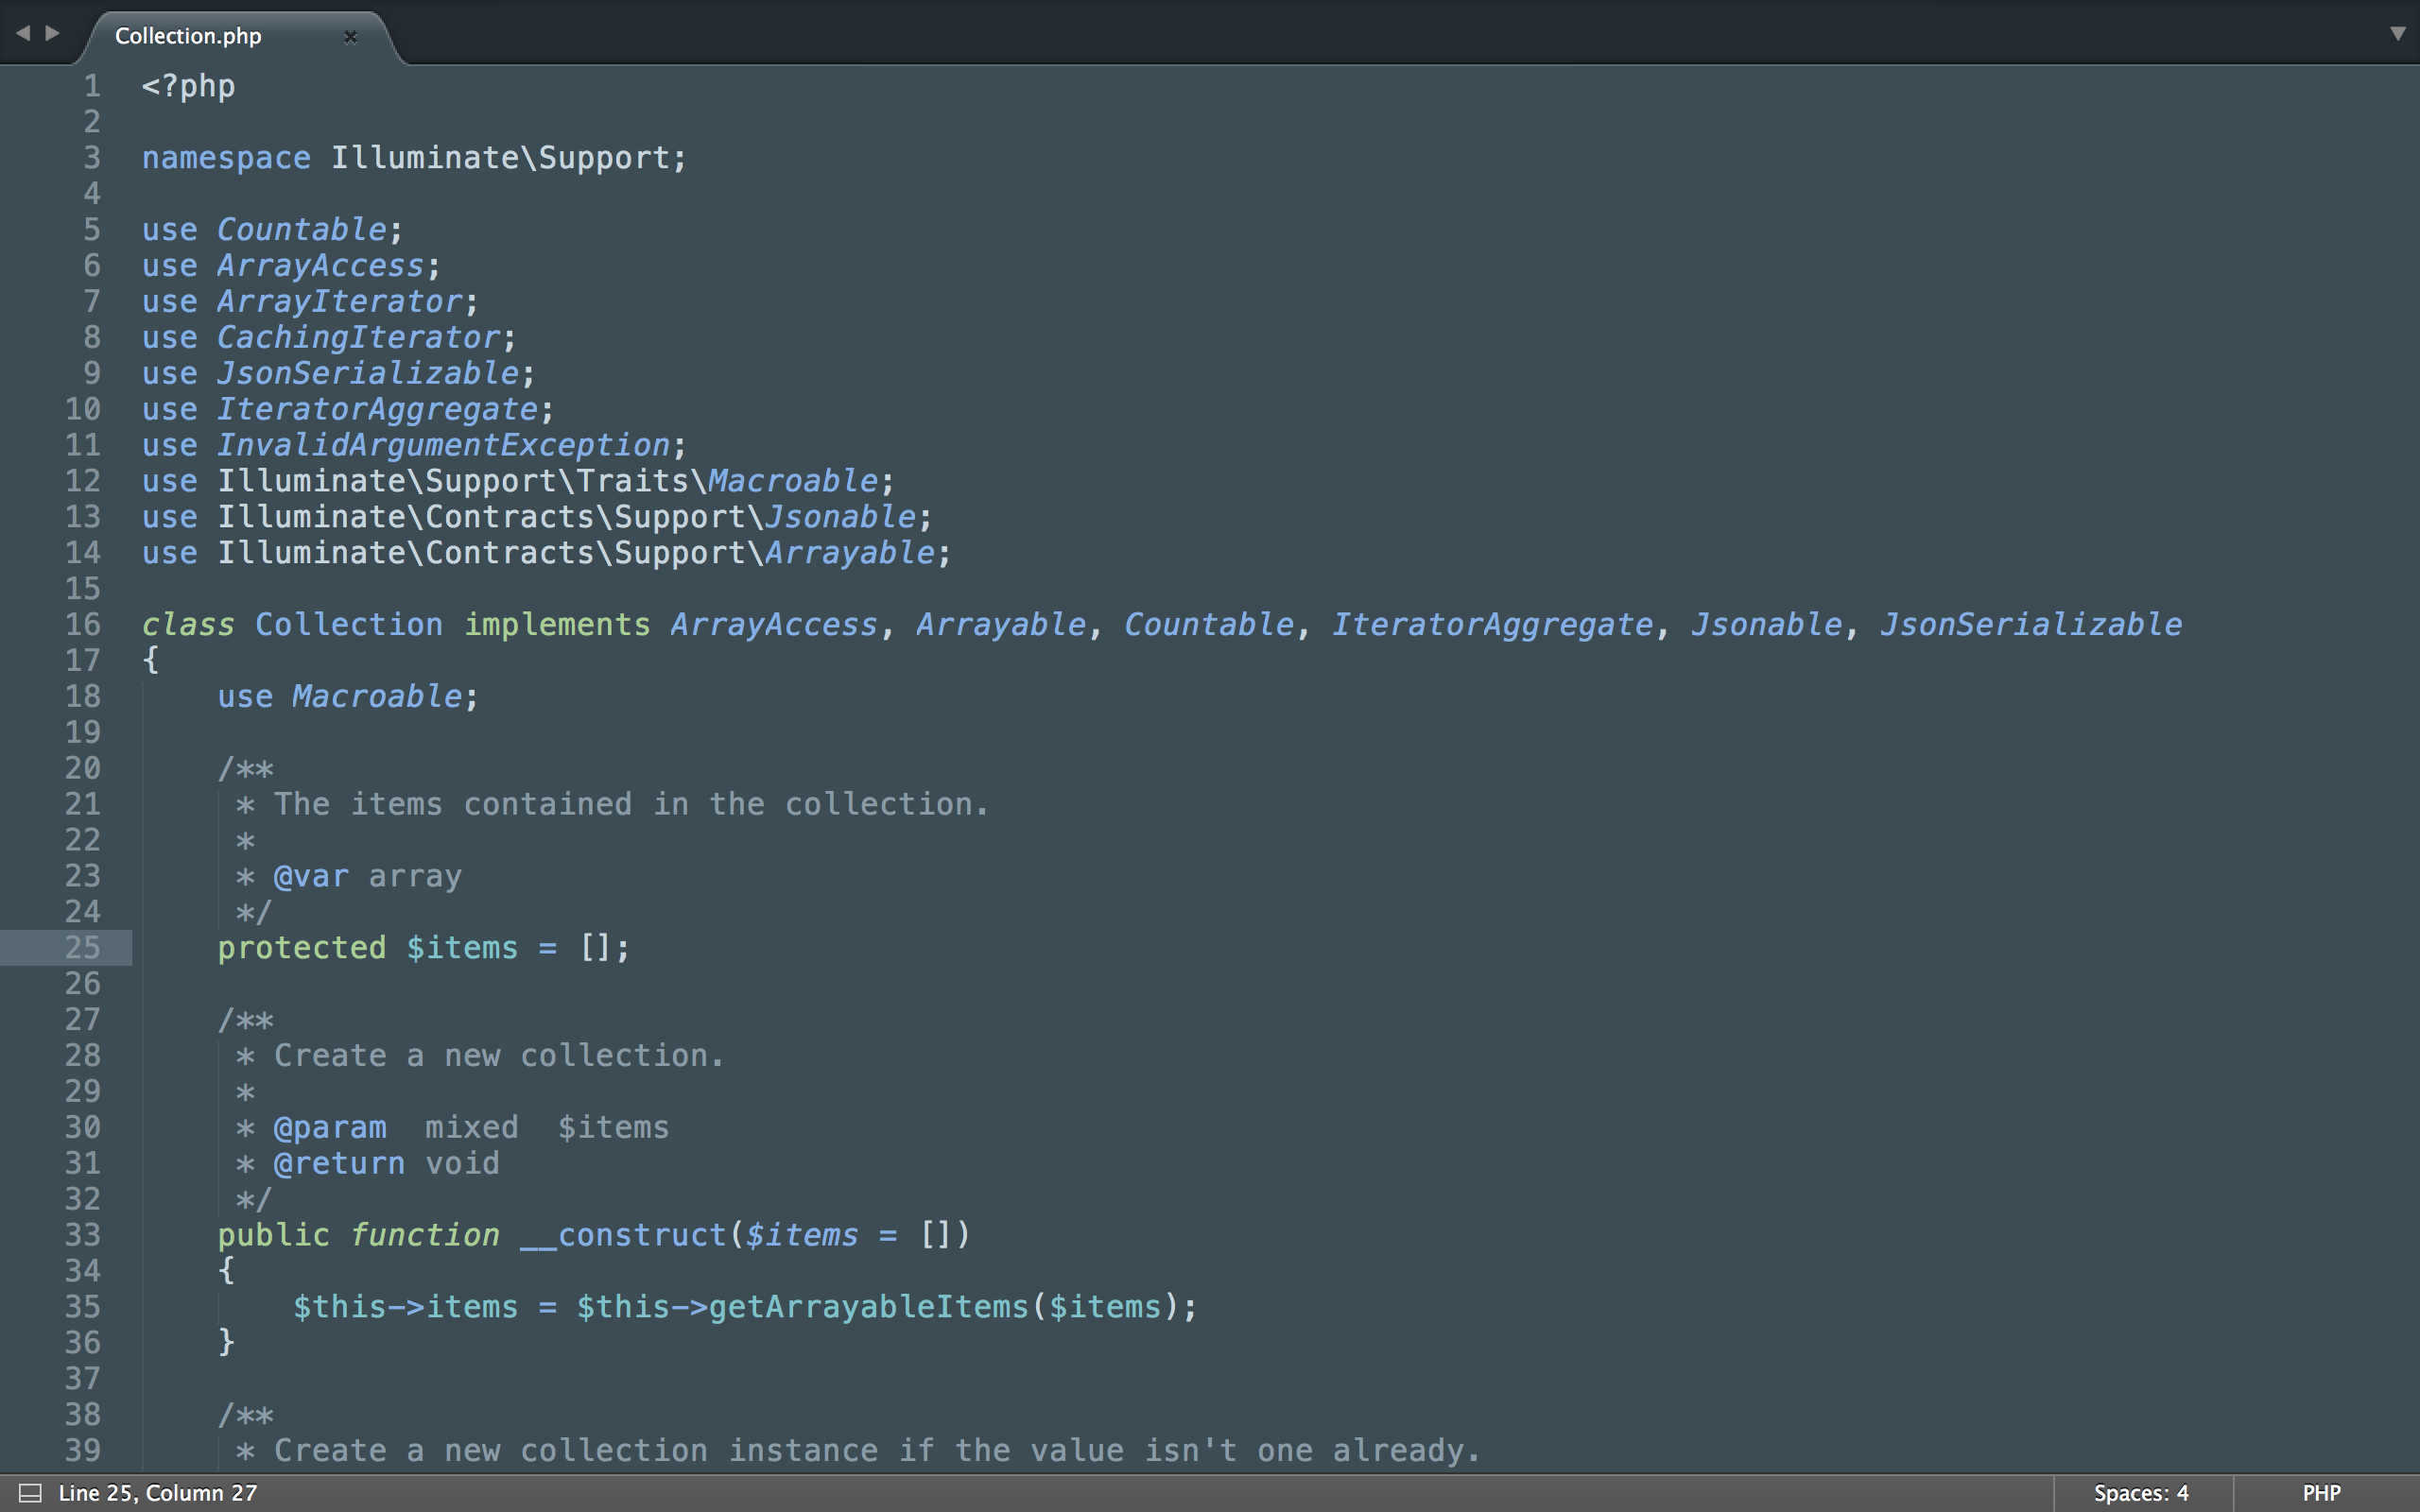 Collection.php
1 <?php
2
3 namespace Illuminate\Support;
4
5 use Countable;
6 use ArrayAccess;
7 use ArrayIterator;
8 use CachingIterator;
9 use JsonSerializable;
10 use IteratorAggregate;
11 use InvalidArgumentException;
12 use Illuminate\Support\Traits\Macroable;
13 use Illuminate\Contracts\Support\Jsonable;
14 use Illuminate\Contracts\Support\Arrayable;
15
16 class Collection implements ArrayAccess, Arrayable, Countable, IteratorAggregate, Jsonable, JsonSerializable
17 {
18     use Macroable;
19
20     /**
21      * The items contained in the collection.
22      *
23      * @var array
24      */
25     protected $items = [];
26
27     /**
28      * Create a new collection.
29      *
30      * @param  mixed  $items
31      * @return void
32      */
33     public function __construct($items = [])
34     {
35         $this->items = $this->getArrayableItems($items);
36     }
37
38     /**
39      * Create a new collection instance if the value isn't one already.
Line 25, Column 27 Spaces: 4 PHP